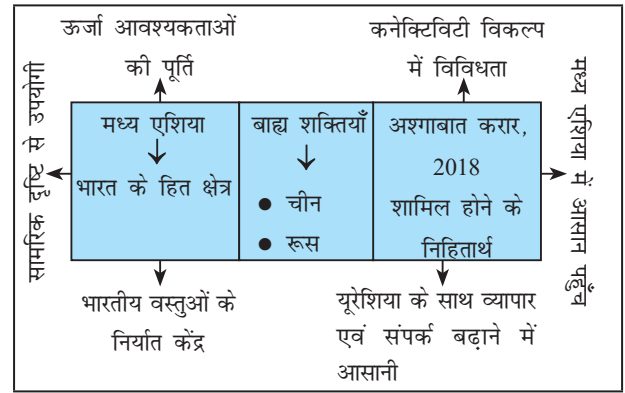 ऊर्जा आवश्यकताओं
की पूर्ति
कनेक्टिविटी विकल्प
में विविधता
सामरिक दृष्टि से उपयोगी
मध्य एशिया
भारत के हित क्षेत्र
बाह्य शक्तियाँ
● चीन
● रूस
अश्गाबात करार,
2018
शामिल होने के
निहितार्थ
मध्य एशिया में आसान पहुँच
भारतीय वस्तुओं के
निर्यात केंद्र
यूरेशिया के साथ व्यापार
एवं संपर्क बढ़ाने में
आसानी